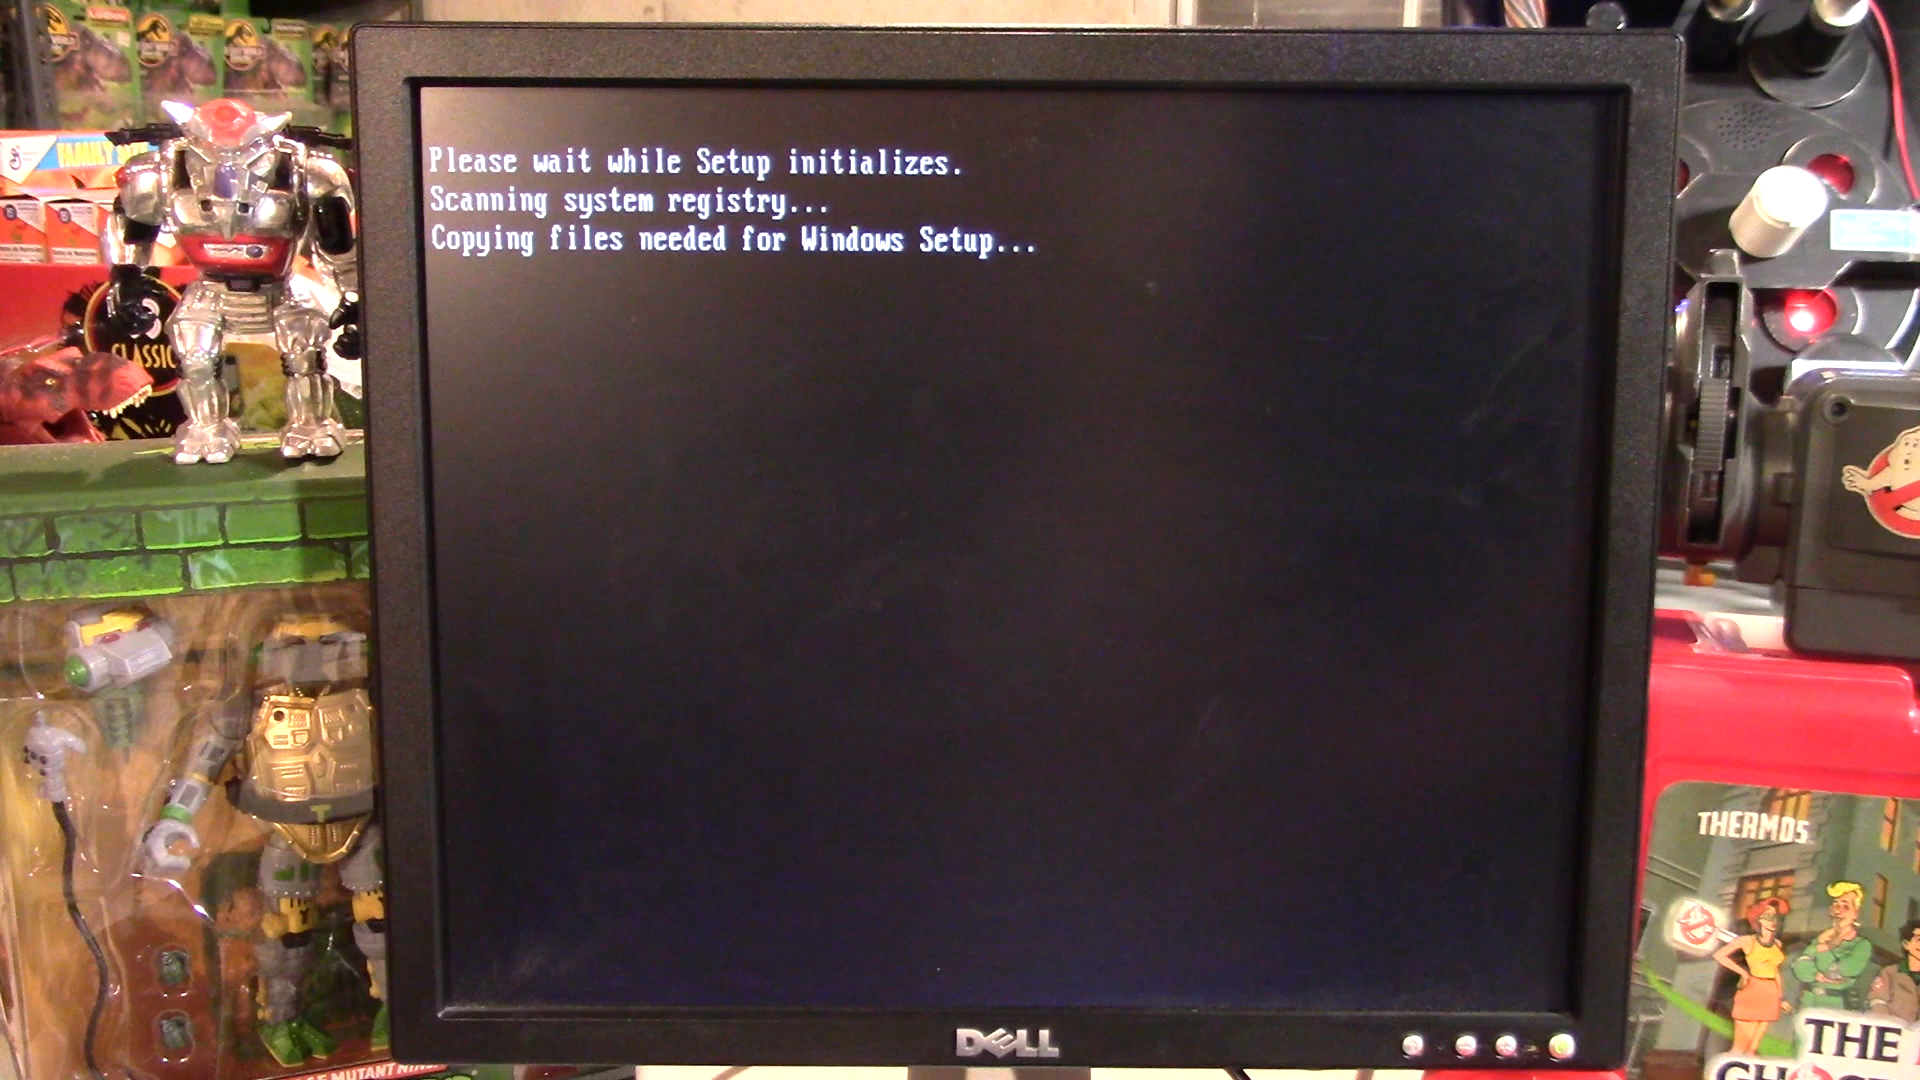 Please wait while Setup initializes.
Scanning system registry...
Copying files needed for Windows Setup...
DELL
FAMILY
CLASSIC
THERMOS
THE
MUTANT